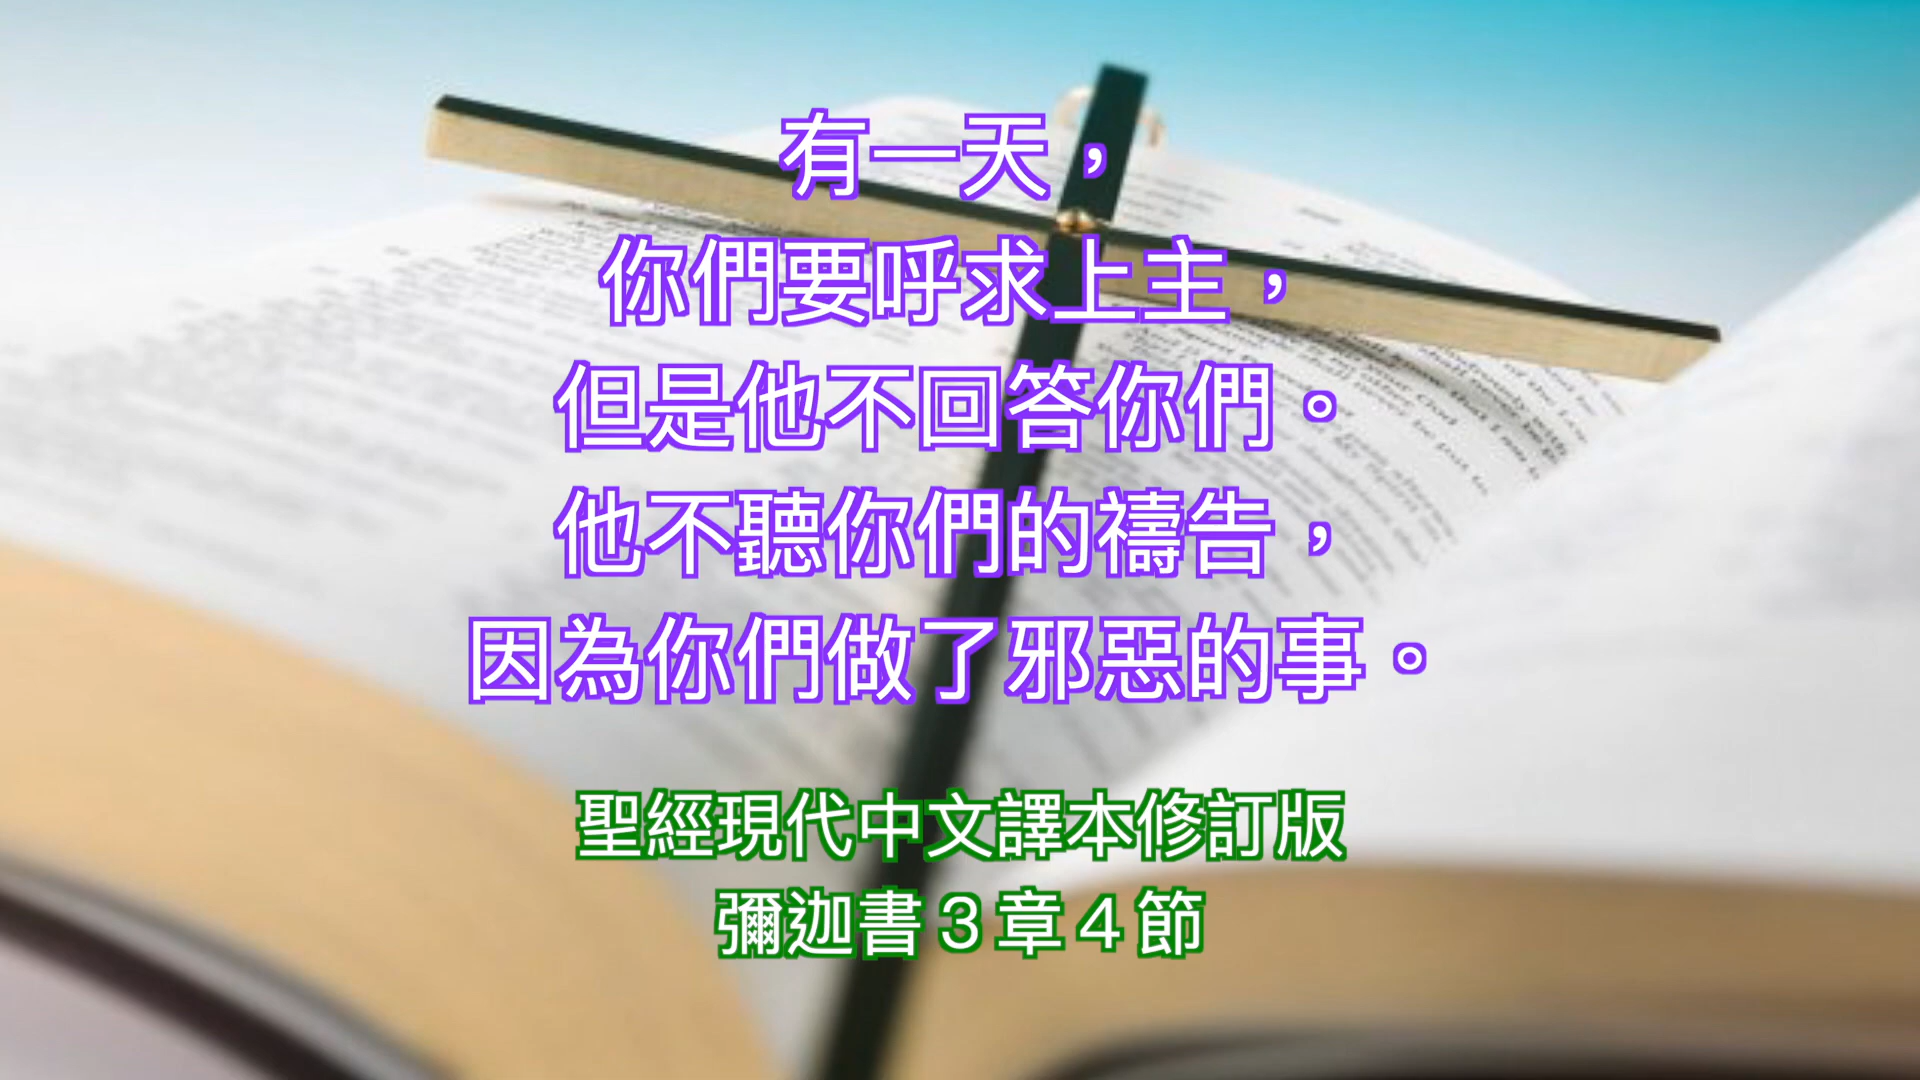 有一天，
你們要呼求上主，
但是他不回答你們。
他不聽你們的禱告，
因為你們做了邪惡的事。
聖經現代中文譯本修訂版
彌迦書３章４節